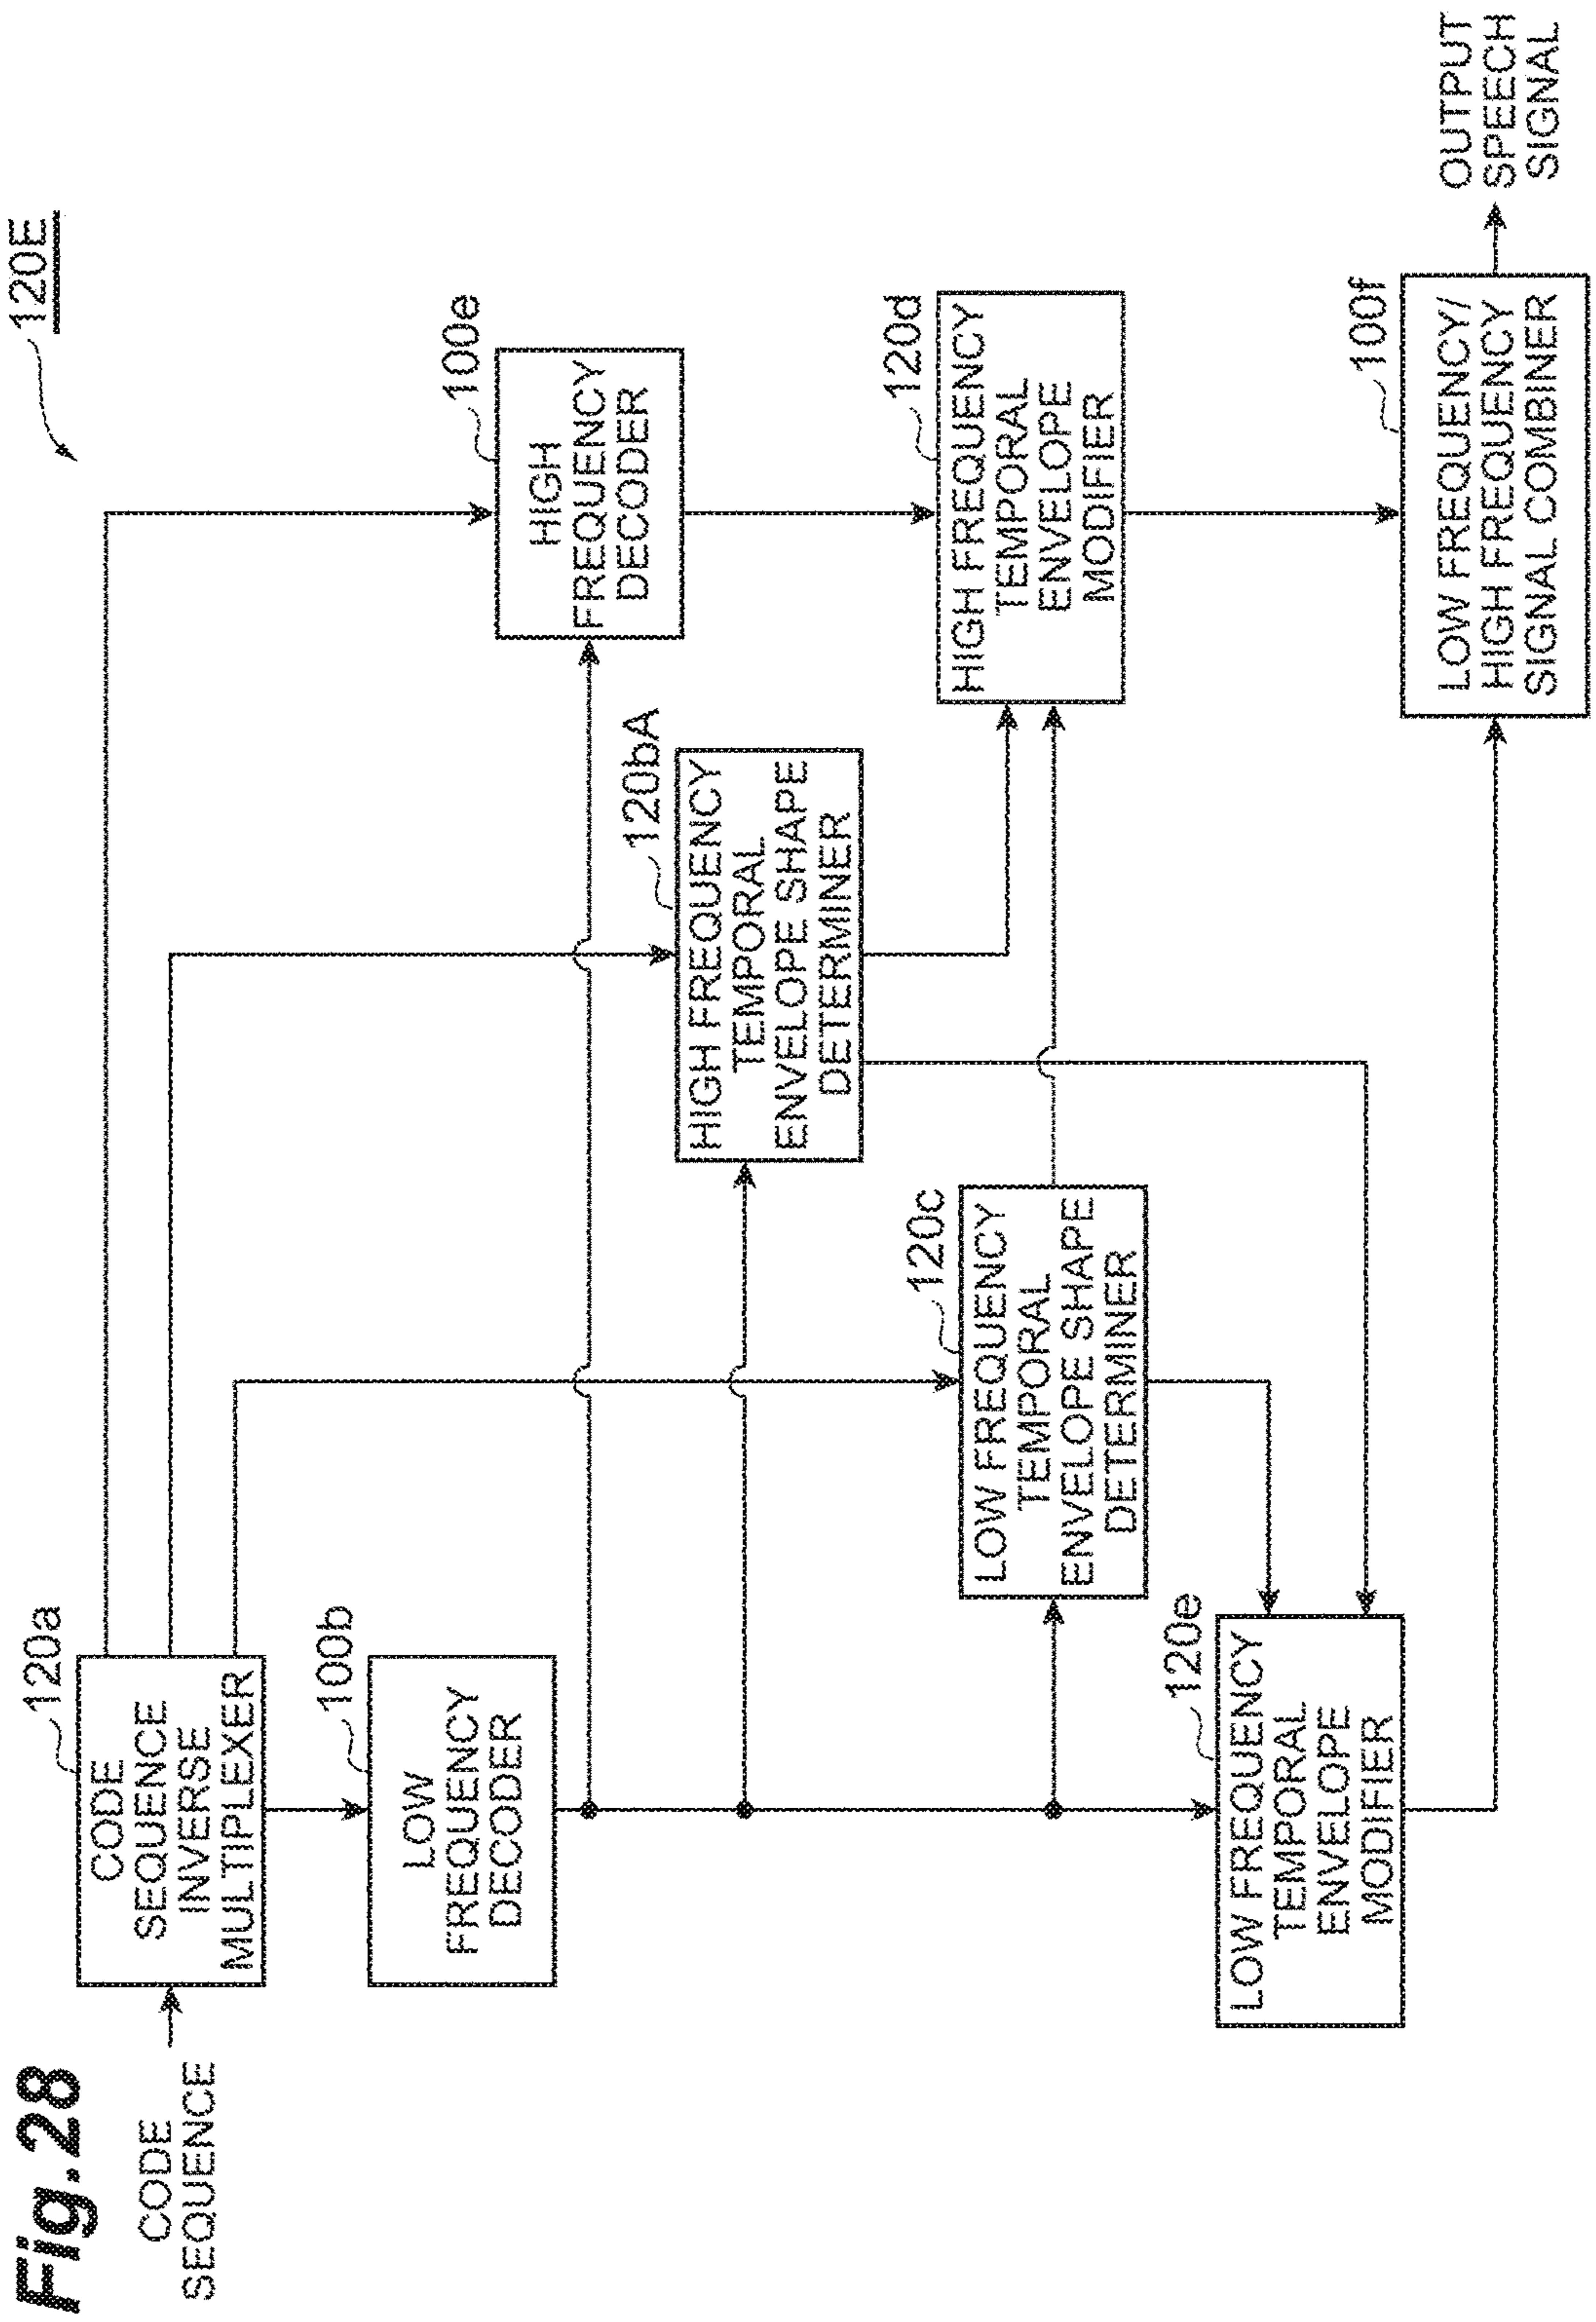 Fig.28
120E
CODE
SEQUENCE
120a
CODE
SEQUENCE
INVERSE
MULTIPLEXER
100b
LOW
FREQUENCY
DECODER
100e
HIGH
FREQUENCY
DECODER
120bA
HIGH FREQUENCY
TEMPORAL
ENVELOPE SHAPE
DETERMINER
120c
LOW FREQUENCY
TEMPORAL
ENVELOPE SHAPE
DETERMINER
120d
HIGH FREQUENCY
TEMPORAL
ENVELOPE
MODIFIER
120e
LOW FREQUENCY
TEMPORAL
ENVELOPE
MODIFIER
100f
LOW FREQUENCY/
HIGH FREQUENCY
SIGNAL COMBINER
OUTPUT
SPEECH
SIGNAL